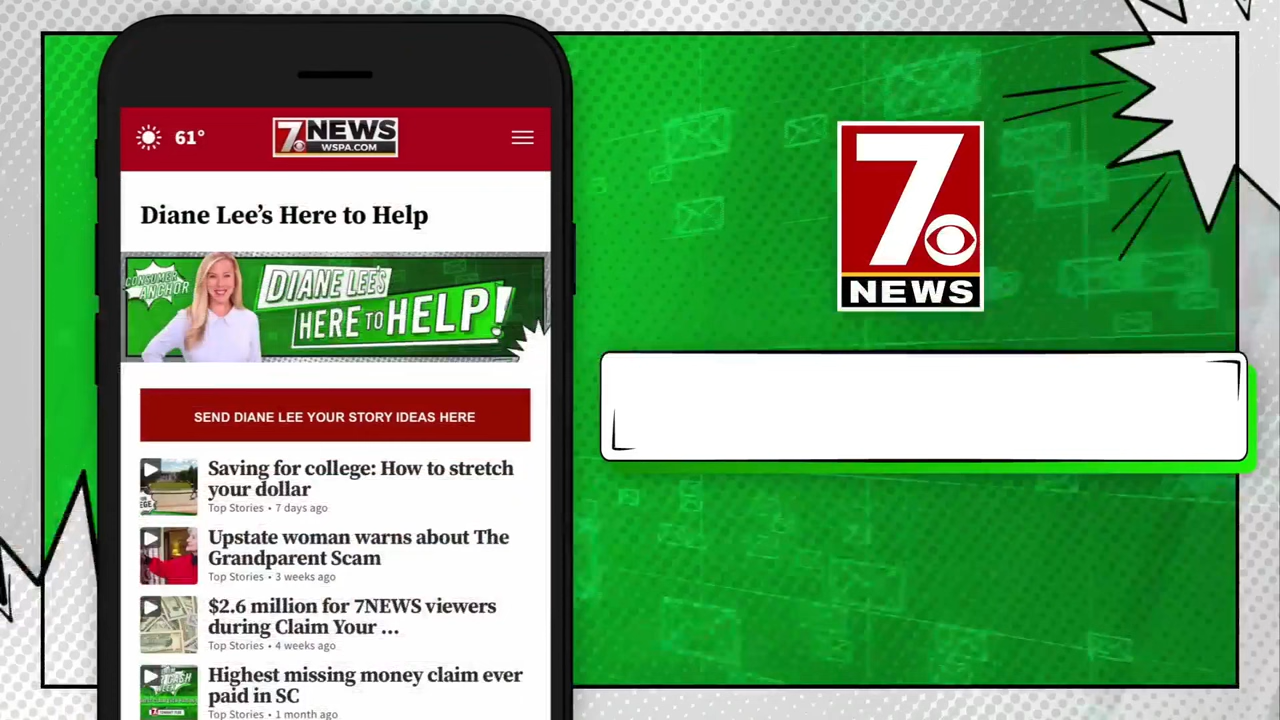 61°
7NEWS
WSPA.COM
Diane Lee's Here to Help
CONSUMER
ANCHOR
DIANE LEE'S
HERE TO HELP!
SEND DIANE LEE YOUR STORY IDEAS HERE
Saving for college: How to stretch
your dollar
Top Stories • 7 days ago
Upstate woman warns about The
Grandparent Scam
Top Stories • 3 weeks ago
$2.6 million for 7NEWS viewers
during Claim Your ...
Top Stories • 4 weeks ago
Highest missing money claim ever
paid in SC
Top Stories • 1 month ago
7
NEWS